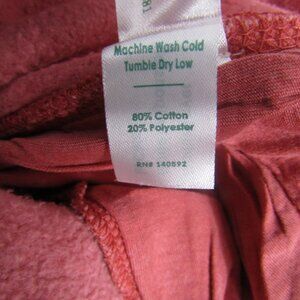 Machine Wash Cold
Tumble Dry Low
80% Cotton
20% Polyester
RN# 140592